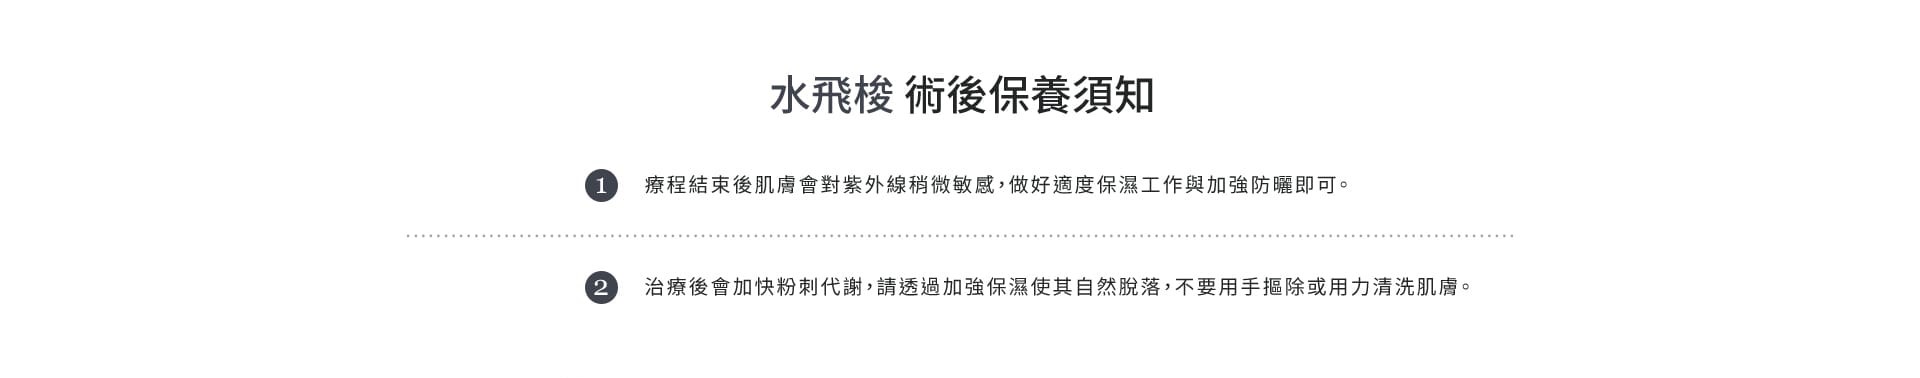 水飛梭 術後保養須知
1 療程結束後肌膚會對紫外線稍微敏感，做好適度保濕工作與加強防曬即可。
2 治療後會加快粉刺代謝，請透過加強保濕使其自然脫落，不要用手摳除或用力清洗肌膚。